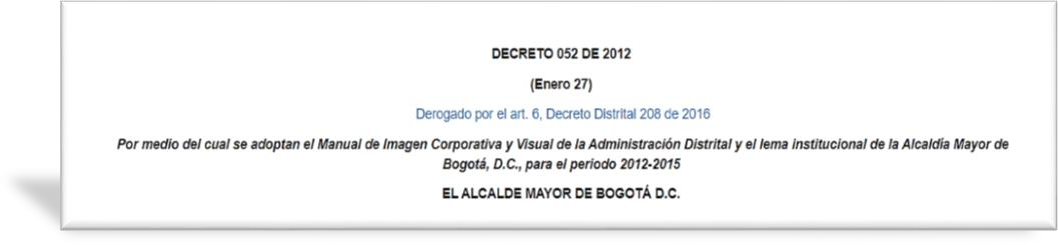 DECRETO 052 DE 2012
(Enero 27)
Derogado por el art. 6, Decreto Distrital 208 de 2016
Por medio del cual se adoptan el Manual de Imagen Corporativa y Visual de la Administración Distrital y el lema institucional de la Alcaldía Mayor de
Bogotá, D.C., para el periodo 2012-2015
EL ALCALDE MAYOR DE BOGOTÁ D.C.